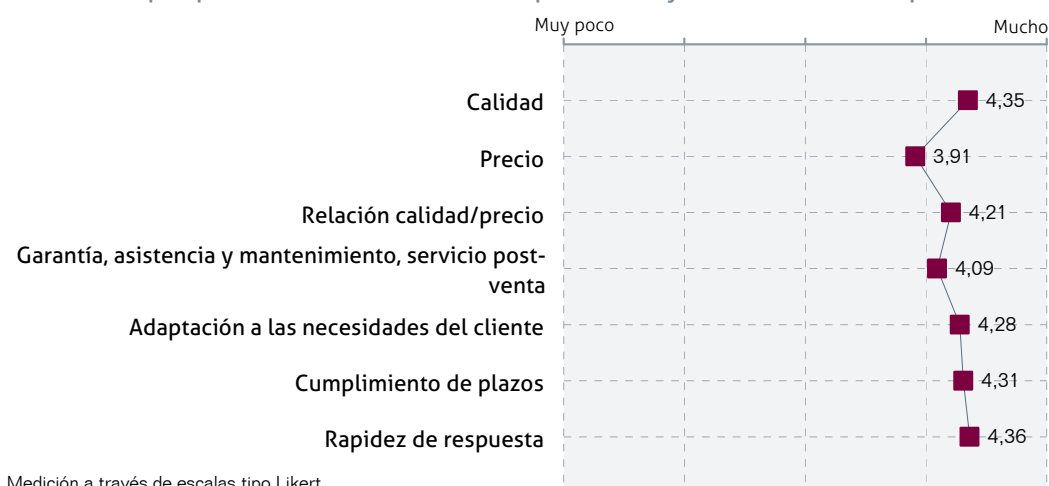 Muy poco
Mucho
Calidad
4,35
Precio
3,91
Relación calidad/precio
4,21
Garantía, asistencia y mantenimiento, servicio post-
venta
4,09
Adaptación a las necesidades del cliente
4,28
Cumplimiento de plazos
4,31
Rapidez de respuesta
4,36
Medición a través de escalas tipo Likert